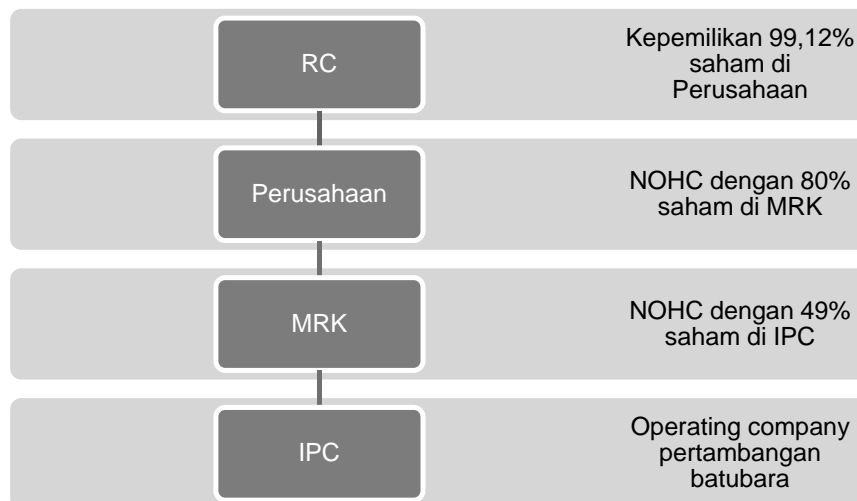 RC
Kepemilikan 99,12%
saham di
Perusahaan
Perusahaan
NOHC dengan 80%
saham di MRK
MRK
NOHC dengan 49%
saham di IPC
IPC
Operating company
pertambangan
batubara